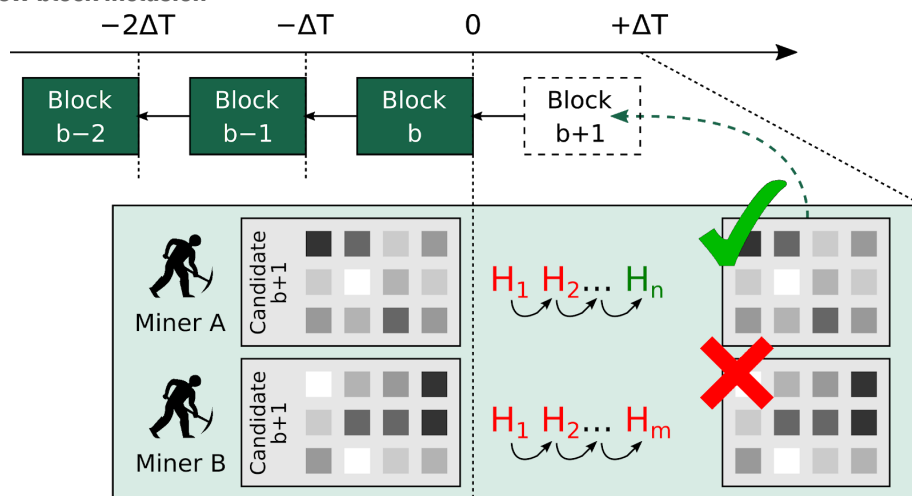 −2ΔT −ΔT 0 +ΔT
Block b−2
Block b−1
Block b
Block b+1
Candidate b+1
H1 H2... Hn
Miner A
Candidate b+1
H1 H2... Hm
Miner B